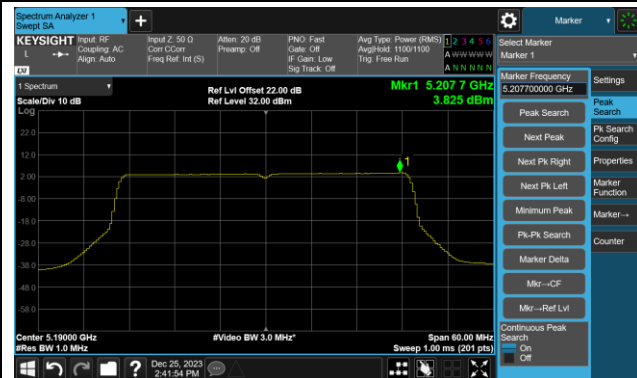 Spectrum Analyzer 1
Swept SA
+
Marker
KEYSIGHT
L
LXI
Input: RF
Coupling: AC
Align: Auto
Input Z: 50 Ω
Corr CCorr
Freq Ref: Int (S)
Atten: 20 dB
Preamp: Off
PNO: Fast
Gate: Off
IF Gain: Low
Sig Track: Off
Avg Type: Power (RMS)
Avg|Hold: 1100/1100
Trig: Free Run
1 2 3 4 5 6
A W W W W W
A N N N N N
Select Marker
Marker 1
1 Spectrum
Scale/Div 10 dB
Ref Lvl Offset 22.00 dB
Ref Level 32.00 dBm
Mkr1 5.207 7 GHz
3.825 dBm
Log
22.0
12.0
2.00
-8.00
-18.0
-28.0
-38.0
-48.0
-58.0
1
Center 5.19000 GHz
#Res BW 1.0 MHz
#Video BW 3.0 MHz*
Span 60.00 MHz
Sweep 1.00 ms (201 pts)
Marker Frequency
5.207700000 GHz
Peak Search
Next Peak
Next Pk Right
Next Pk Left
Minimum Peak
Pk-Pk Search
Marker Delta
Mkr→CF
Mkr→Ref Lvl
Continuous Peak
Search
On
Off
Settings
Peak
Search
Pk Search
Config
Properties
Marker
Function
Marker→
Counter
?
Dec 25, 2023
2:41:54 PM